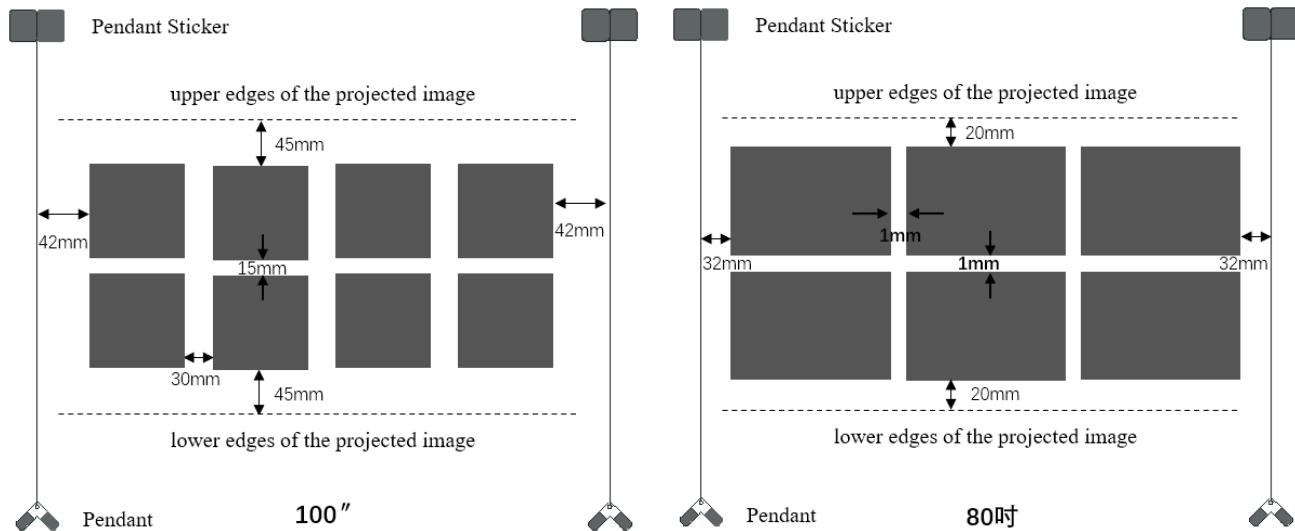 Pendant Sticker
upper edges of the projected image
45mm
42mm
42mm
15mm
30mm
45mm
lower edges of the projected image
Pendant
100″
Pendant Sticker
upper edges of the projected image
20mm
1mm
32mm
1mm
32mm
20mm
lower edges of the projected image
Pendant
80吋